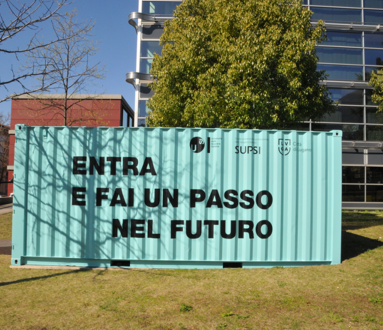 SUPSI
ENTRA
E FAI UN PASSO
NEL FUTURO